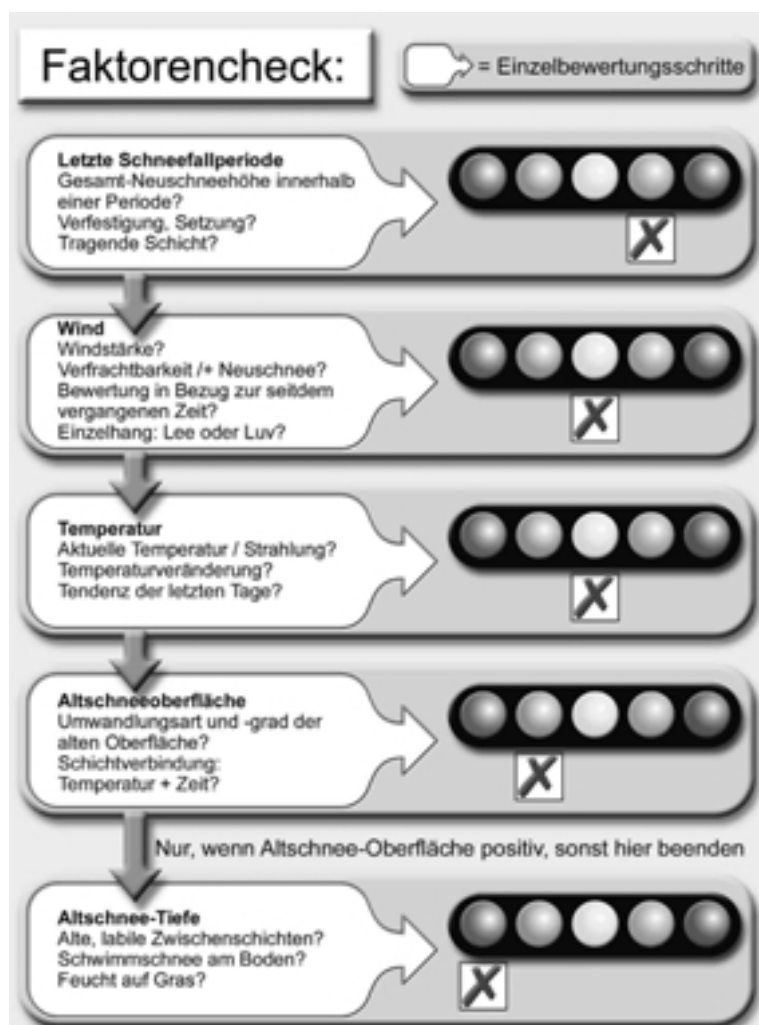 Faktorencheck:
= Einzelbewertungsschritte
Letzte Schneefallperiode
Gesamt-Neuschneehöhe innerhalb
einer Periode?
Verfestigung, Setzung?
Tragende Schicht?
Wind
Windstärke?
Verfrachtbarkeit /+ Neuschnee?
Bewertung in Bezug zur seitdem
vergangenen Zeit?
Einzelhang: Lee oder Luv?
Temperatur
Aktuelle Temperatur / Strahlung?
Temperaturveränderung?
Tendenz der letzten Tage?
Altschneeoberfläche
Umwandlungsart und -grad der
alten Oberfläche?
Schichtverbindung:
Temperatur + Zeit?
Nur, wenn Altschnee-Oberfläche positiv, sonst hier beenden
Altschnee-Tiefe
Alte, labile Zwischenschichten?
Schwimmschnee am Boden?
Feucht auf Gras?